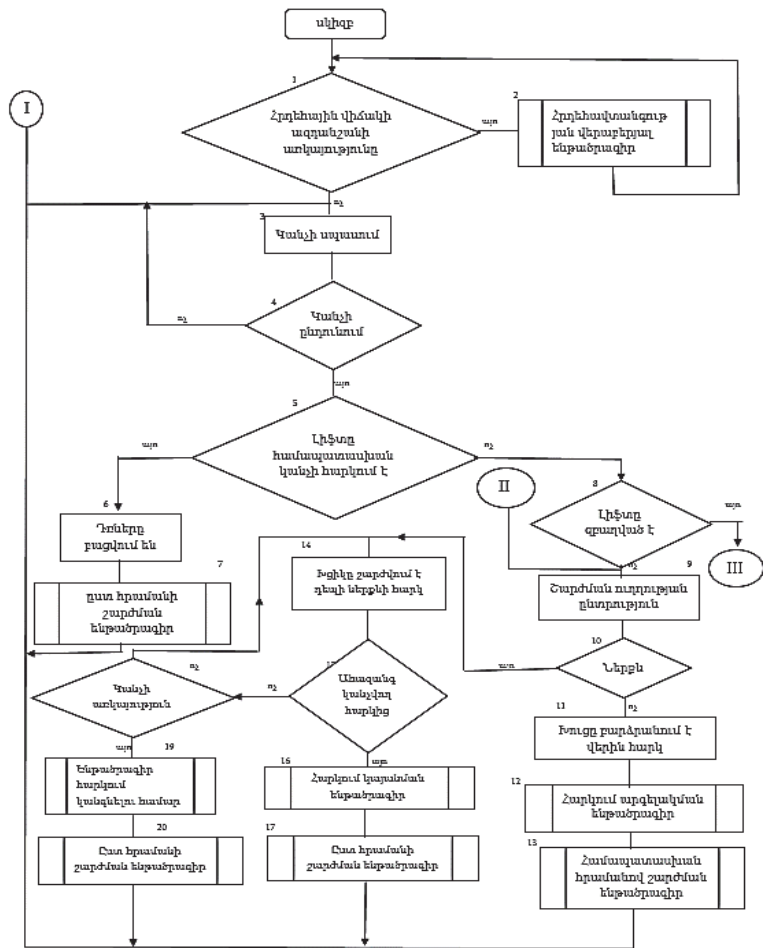 սկիզբ
1
Հրդեհային վիճակի
ազդանշանի
առկայությունը
այո
2
Հրդեհավտանգութ
յան վերաբերյալ
ենթածրագիր
I
ոչ
3
Կանչի սպասում
4
Կանչի
ընդունում
ոչ
այո
5
Լիֆտը
համապատասխան
կանչի հարկում է
այո
ոչ
6
Դռները
բացվում են
7
ըստ հրամանի
շարժման
ենթածրագիր
II
8
Լիֆտը
զբաղված է
այո
III
ոչ
9
Շարժման ուղղության
ընտրություն
14
Խցիկը շարժվում է
դեպի ներքևի հարկ
10
Ներքև
այո
ոչ
Կանչի
առկայություն
ոչ
ոչ
Ահազանգ
կանչվող
հարկից
11
Խուցը բարձրանում է
վերին հարկ
այո
19
Ենթածրագիր
հարկում
կանգնելու համար
այո
16
Հարկում կայանման
ենթածրագիր
12
Հարկում արգելակման
ենթածրագիր
20
Ըստ հրամանի
շարժման ենթածրագիր
17
Ըստ հրամանի
շարժման ենթածրագիր
13
Համապատասխան
հրամանով շարժման
ենթածրագիր